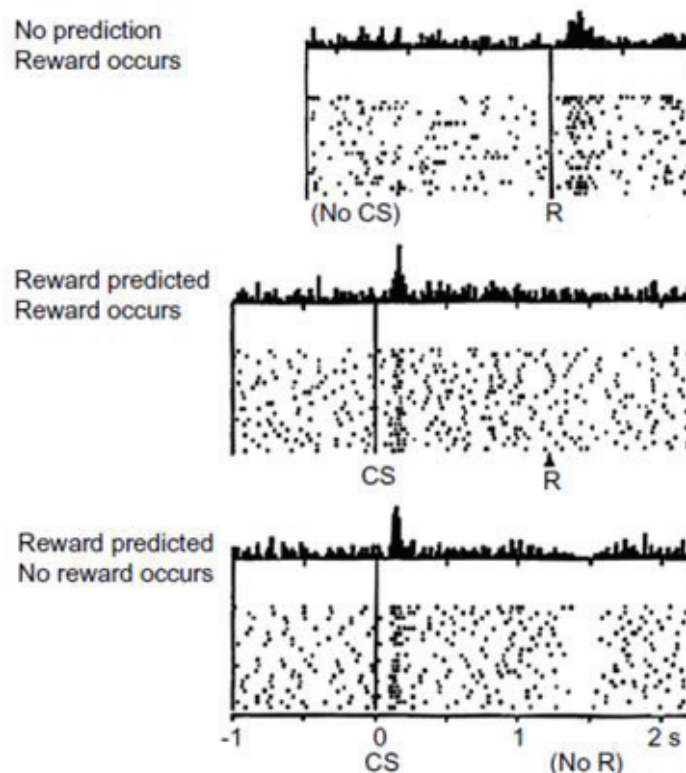 No prediction
Reward occurs
(No CS)
R
Reward predicted
Reward occurs
CS
R
Reward predicted
No reward occurs
-1
0
1
2 s
CS
(No R)